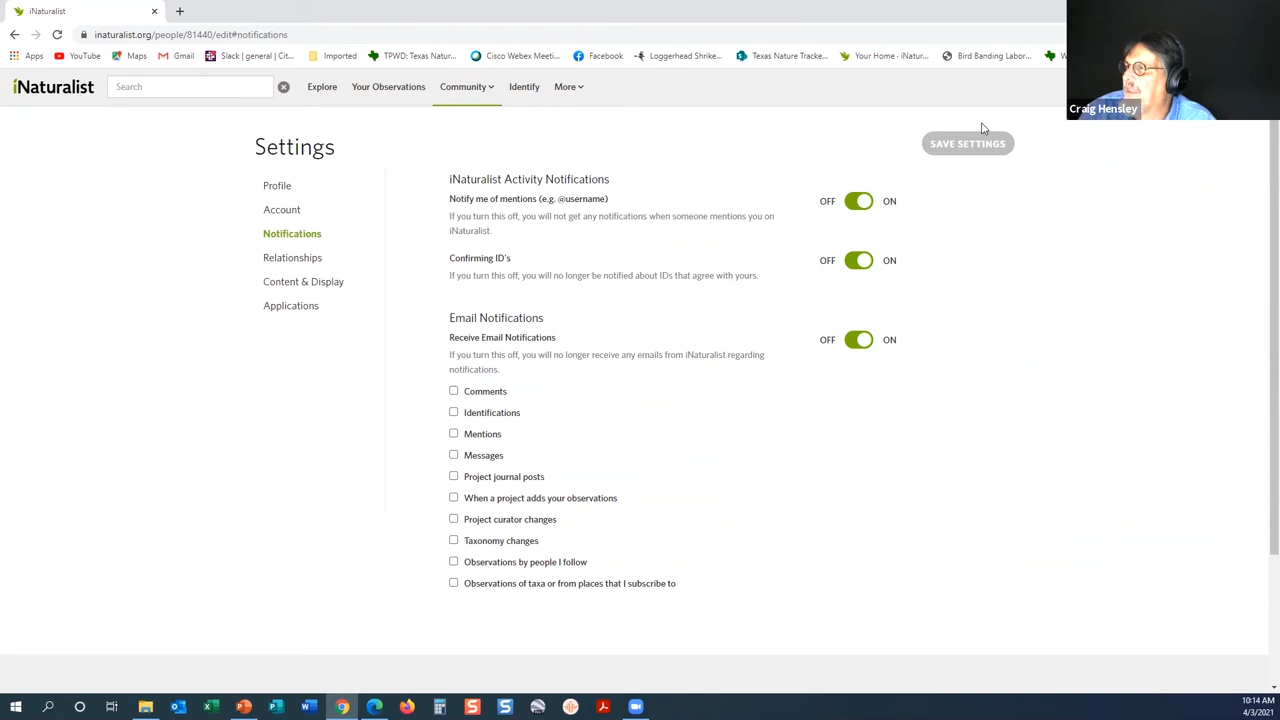 iNaturalist
inaturalist.org/people/81440/edit#notifications
Apps YouTube Maps Gmail Slack | general | Cit... Imported TPWD: Texas Natur... Cisco Webex Meet... Facebook Loggerhead Shrike... Texas Nature Tracke... Your Home · iNatur... Bird Banding Labor...
iNaturalist Search Explore Your Observations Community Identify More
Craig Hensley
Settings
SAVE SETTINGS
Profile
Account
Notifications
Relationships
Content & Display
Applications
iNaturalist Activity Notifications
Notify me of mentions (e.g. @username)
OFF ON
If you turn this off, you will not get any notifications when someone mentions you on
iNaturalist.
Confirming ID's
OFF ON
If you turn this off, you will no longer be notified about IDs that agree with yours.
Email Notifications
Receive Email Notifications
OFF ON
If you turn this off, you will no longer receive any emails from iNaturalist regarding
notifications.
Comments
Identifications
Mentions
Messages
Project journal posts
When a project adds your observations
Project curator changes
Taxonomy changes
Observations by people I follow
Observations of taxa or from places that I subscribe to
10:14 AM
4/3/2021